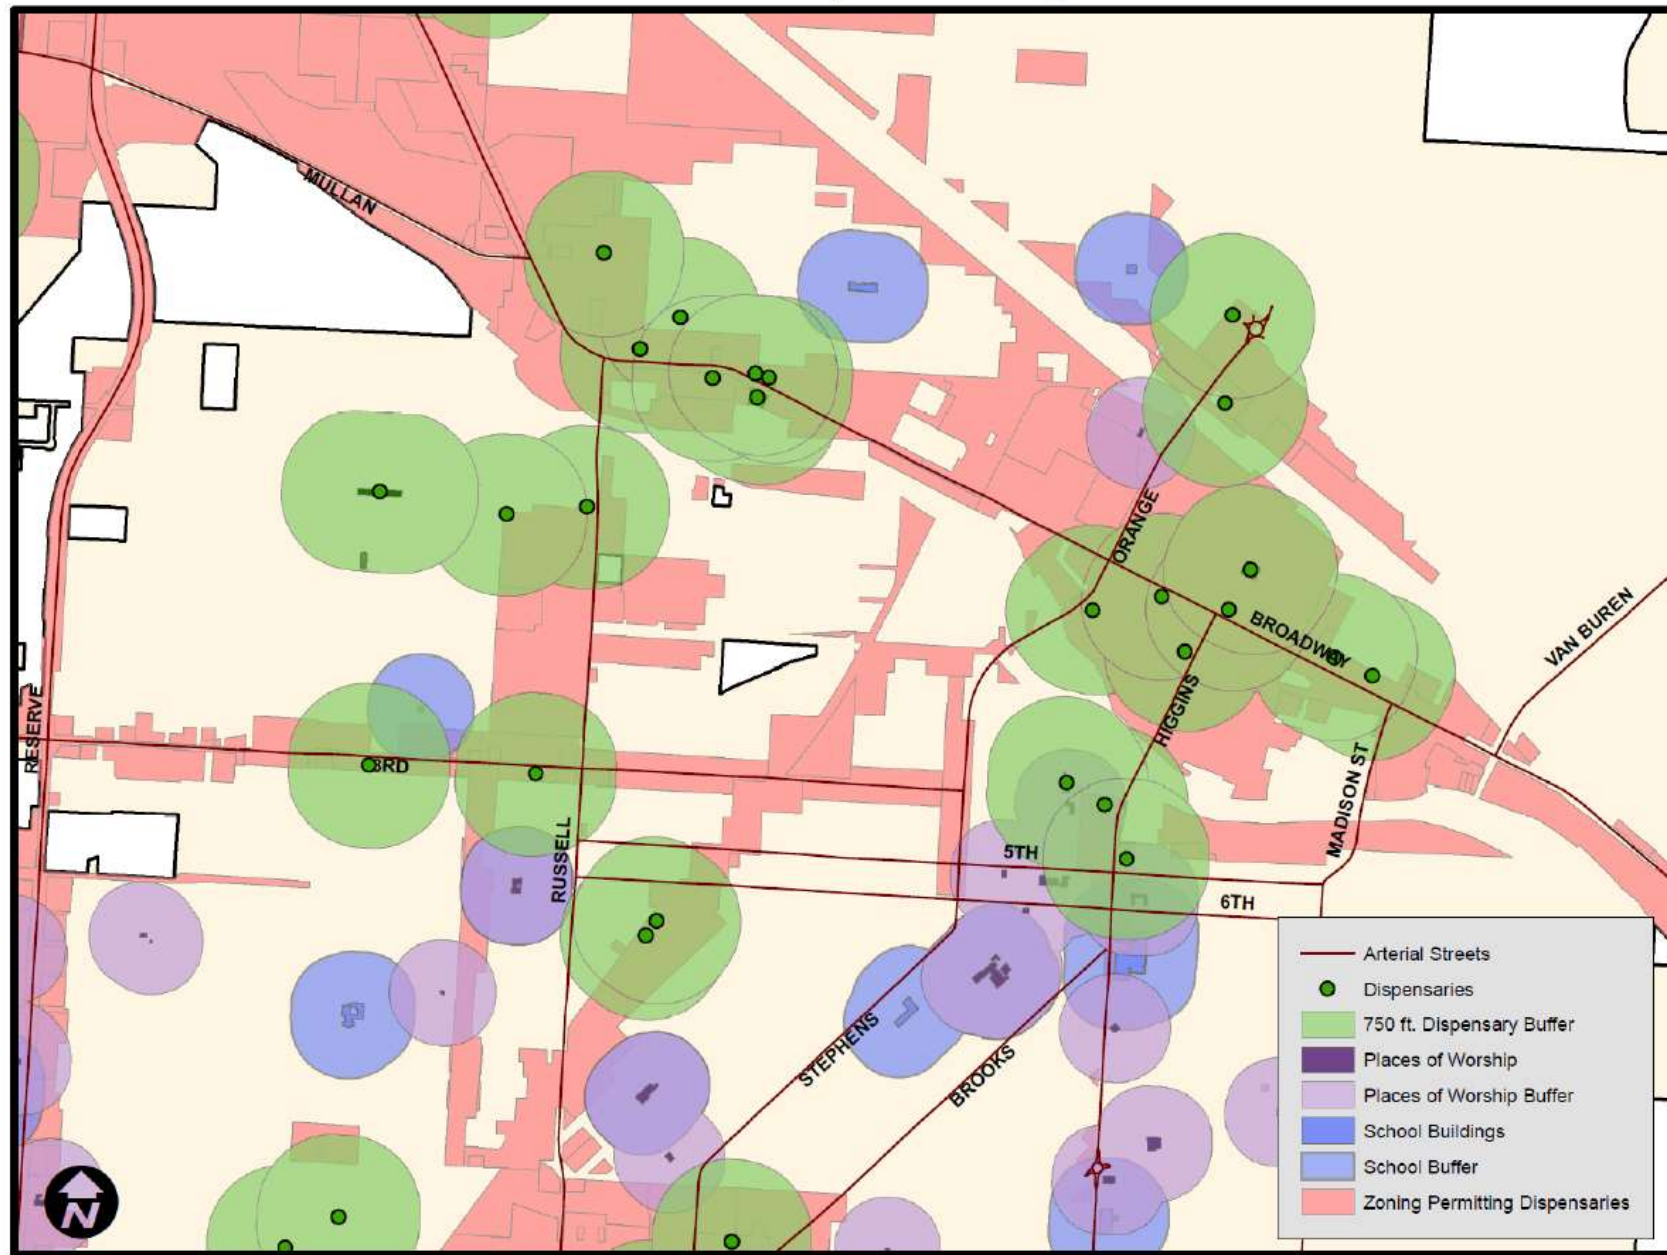 MULLAN
ORANGE
BROADWAY
VAN BUREN
HIGGINS
RESERVE
3RD
MADISON ST
RUSSELL
5TH
6TH
STEPHENS
BROOKS
N
Arterial Streets
Dispensaries
750 ft. Dispensary Buffer
Places of Worship
Places of Worship Buffer
School Buildings
School Buffer
Zoning Permitting Dispensaries